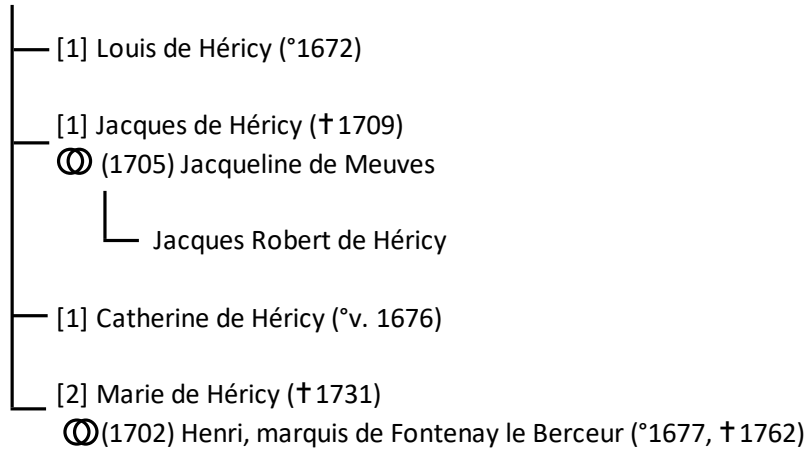 [1] Louis de Héricy (°1672)
[1] Jacques de Héricy (✝1709)
⚭ (1705) Jacqueline de Meuves
Jacques Robert de Héricy
[1] Catherine de Héricy (°v. 1676)
[2] Marie de Héricy (✝1731)
⚭(1702) Henri, marquis de Fontenay le Berceur (°1677, ✝1762)